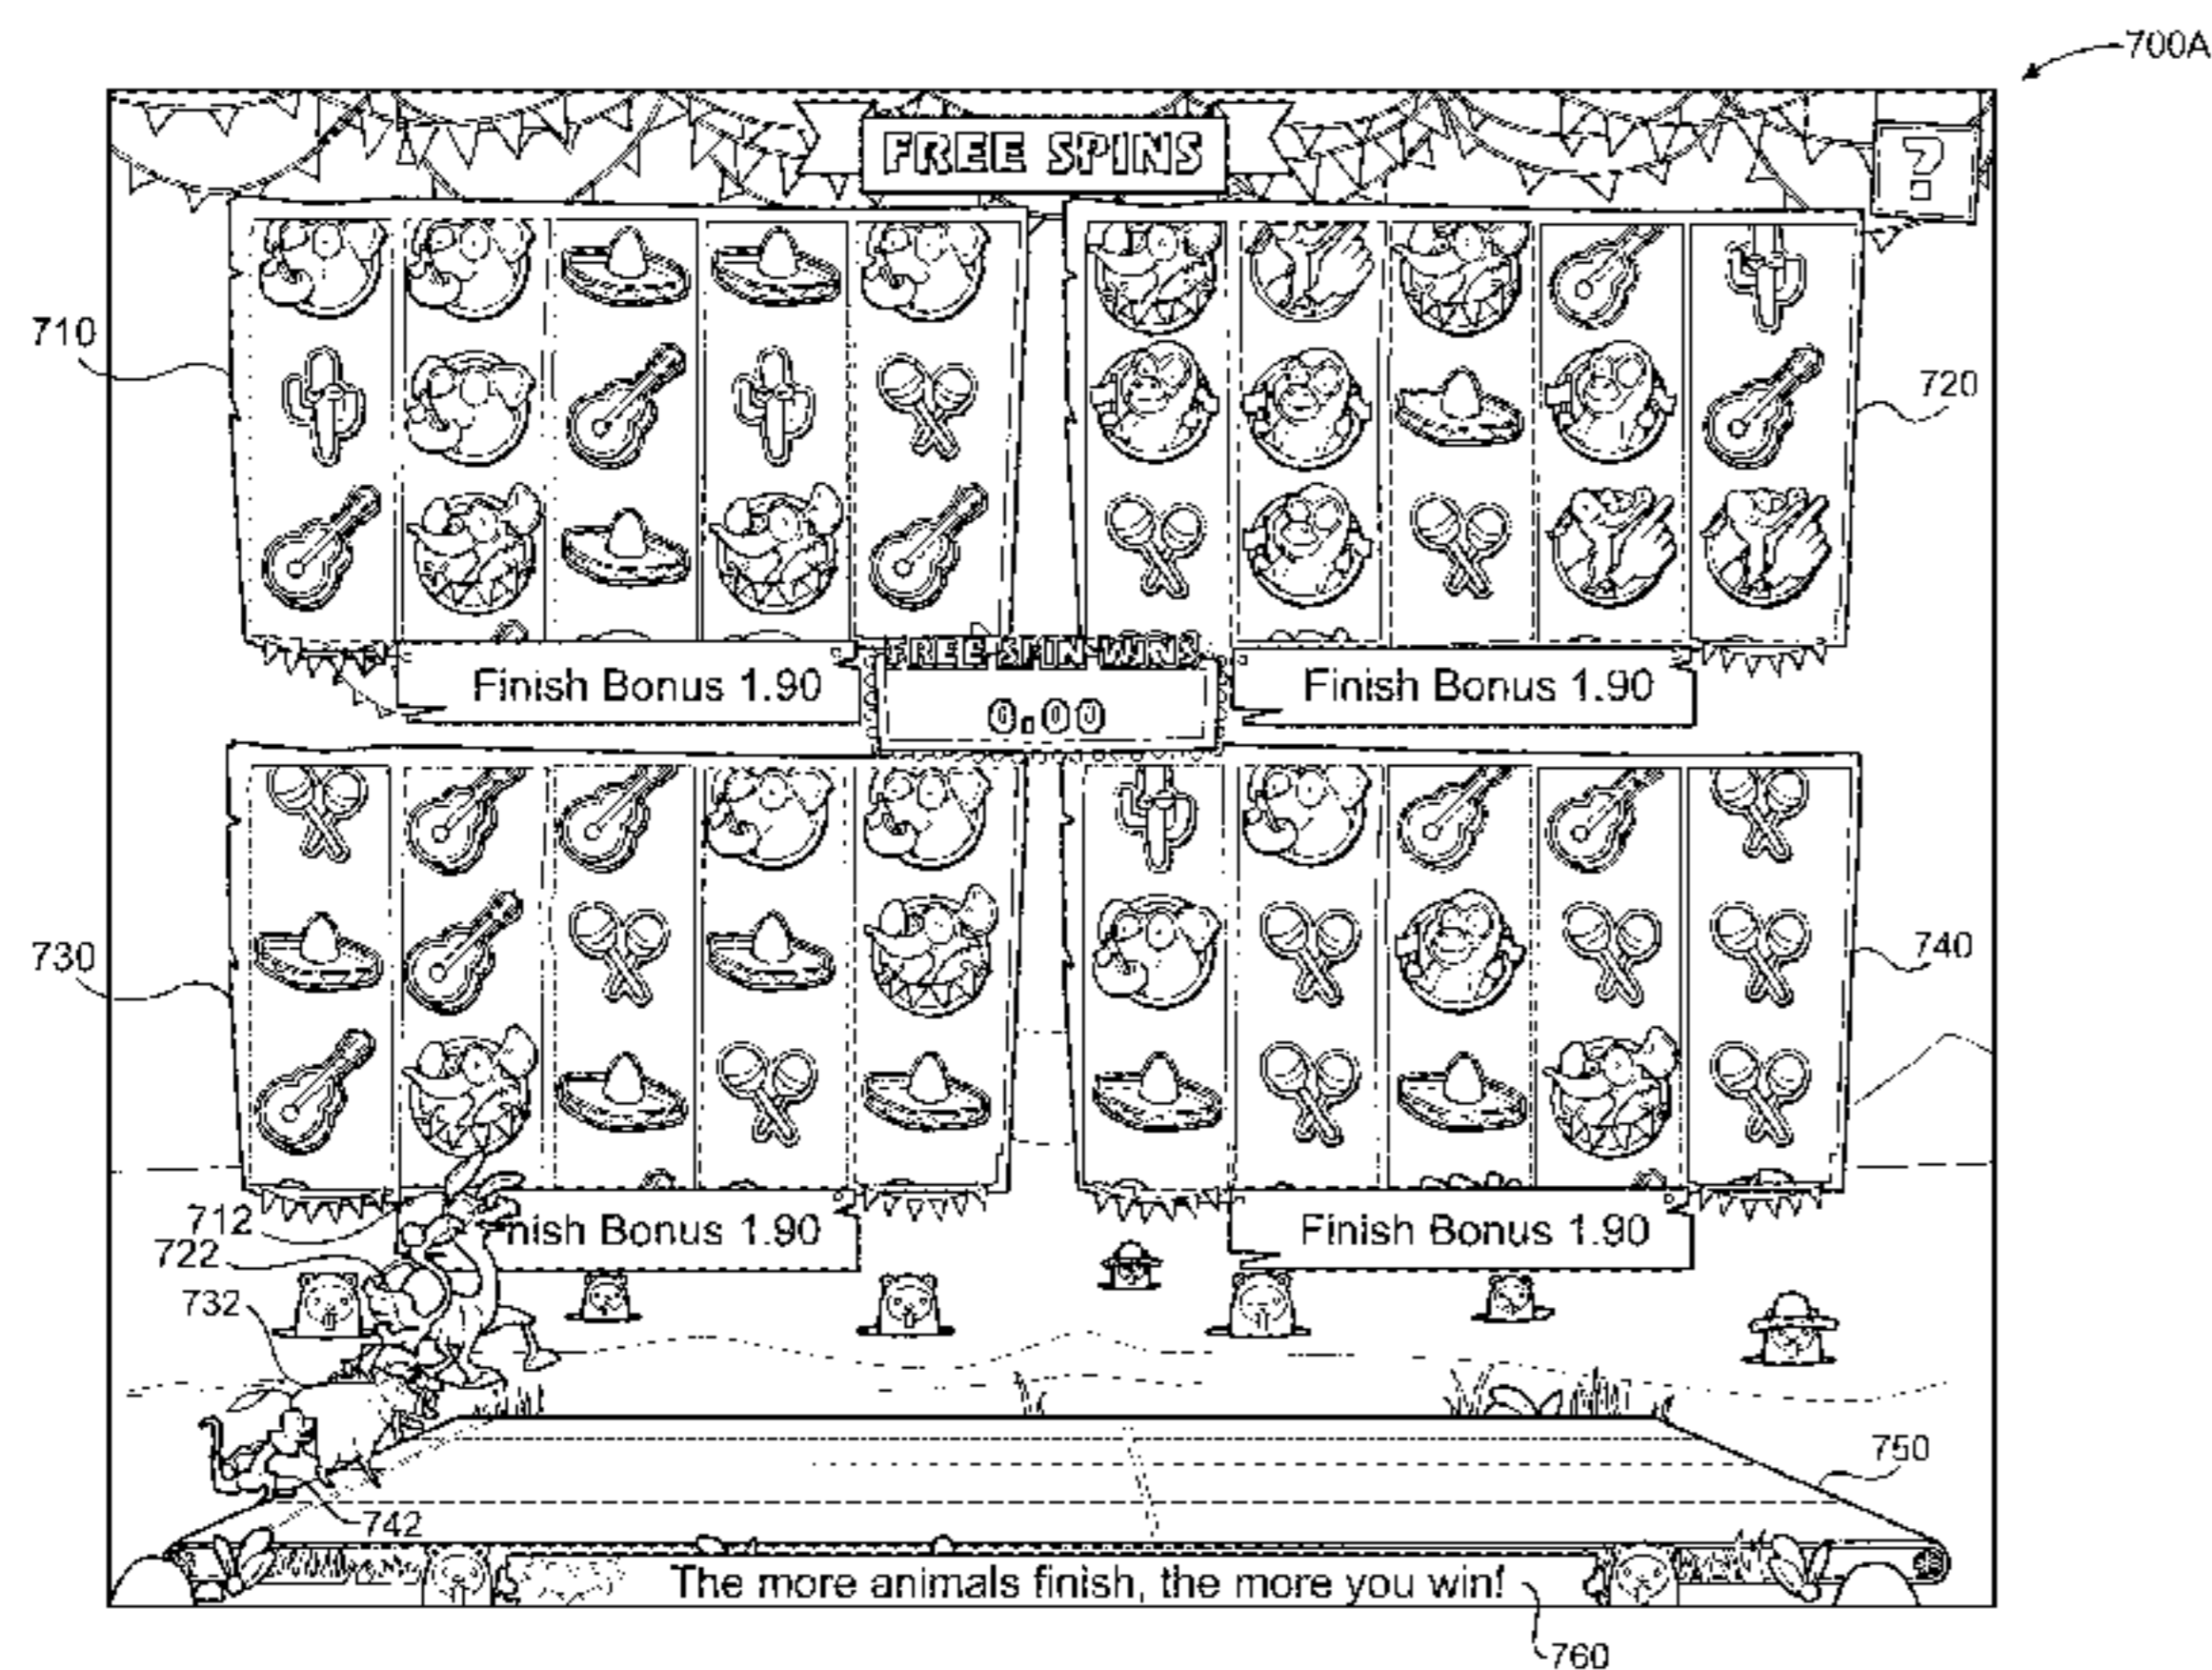 700A
FREE SPINS
?
710
720
FREE SPIN WINS
Finish Bonus 1.90
0.00
Finish Bonus 1.90
730
740
712
nish Bonus 1.90
Finish Bonus 1.90
722
732
750
742
The more animals finish, the more you win!
760